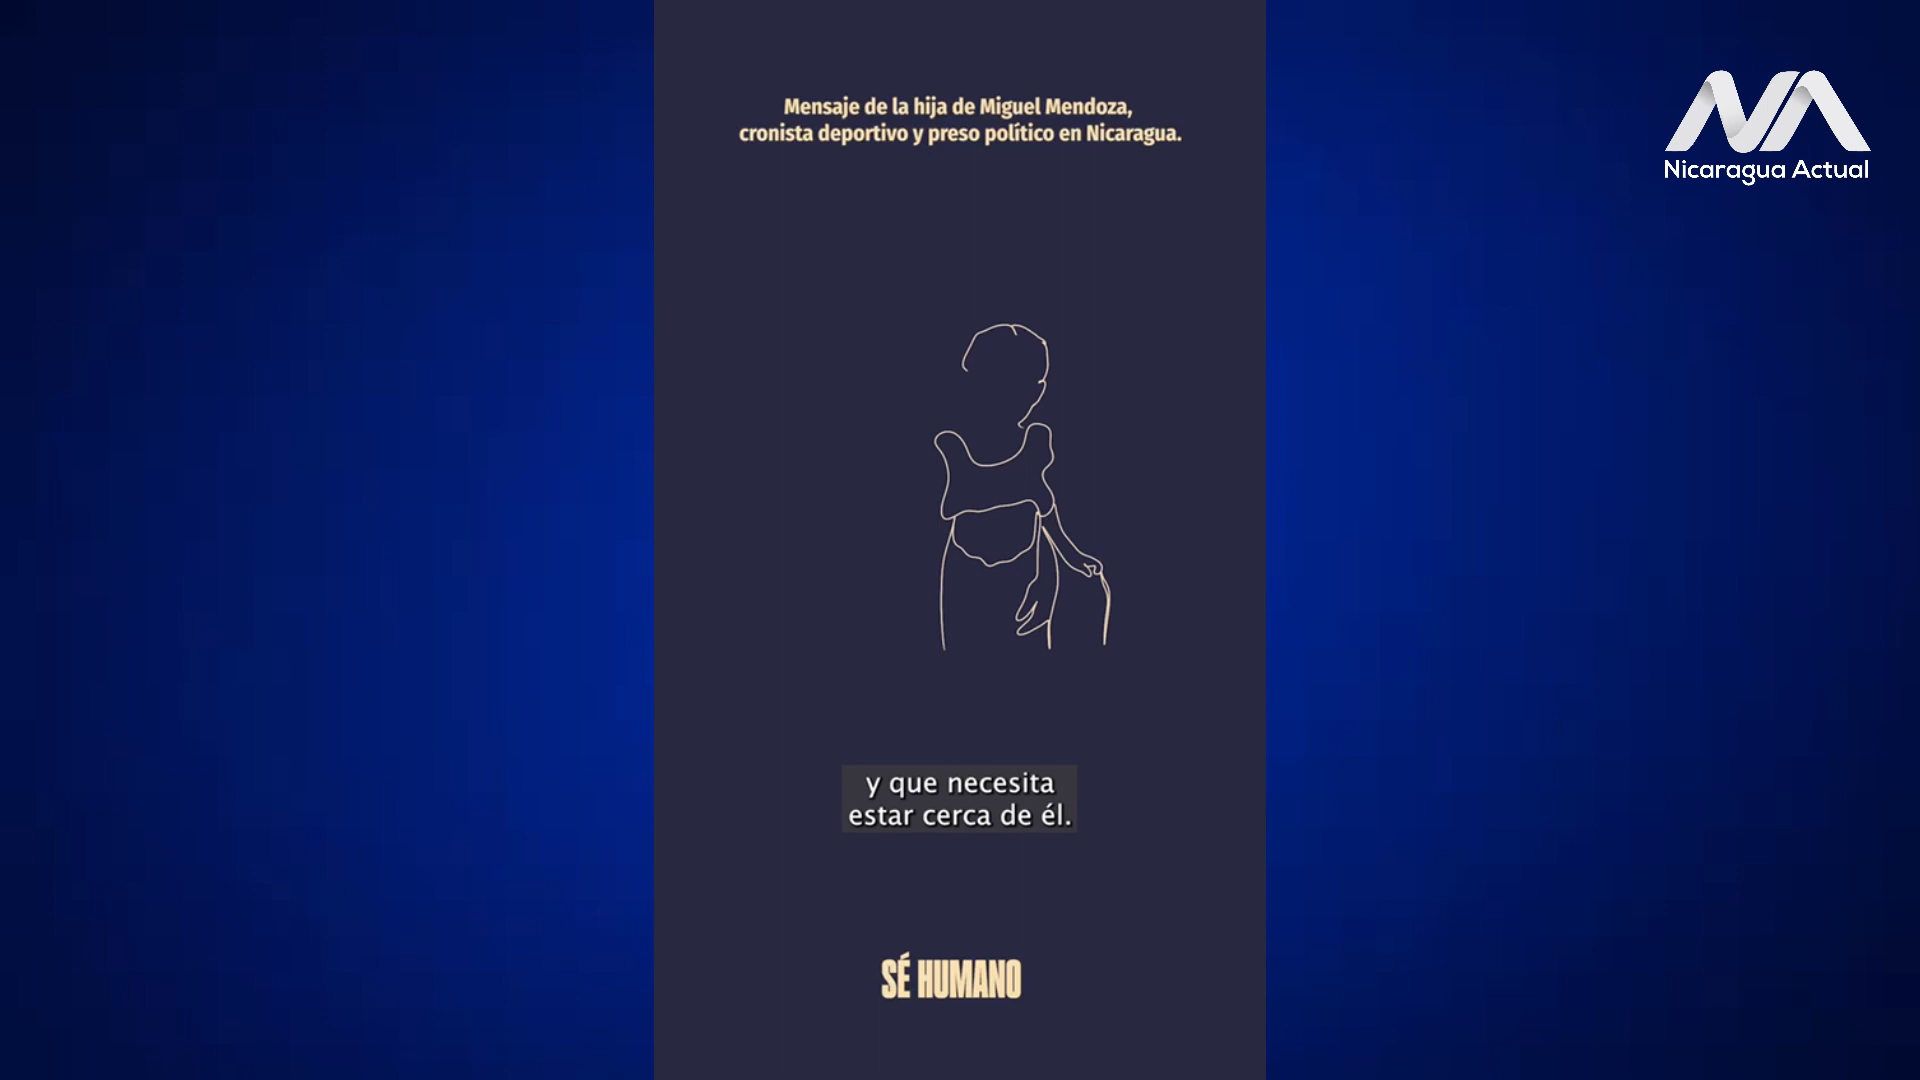 Mensaje de la hija de Miguel Mendoza,
cronista deportivo y preso político en Nicaragua.
Nicaragua Actual
y que necesita
estar cerca de él.
SÉ HUMANO